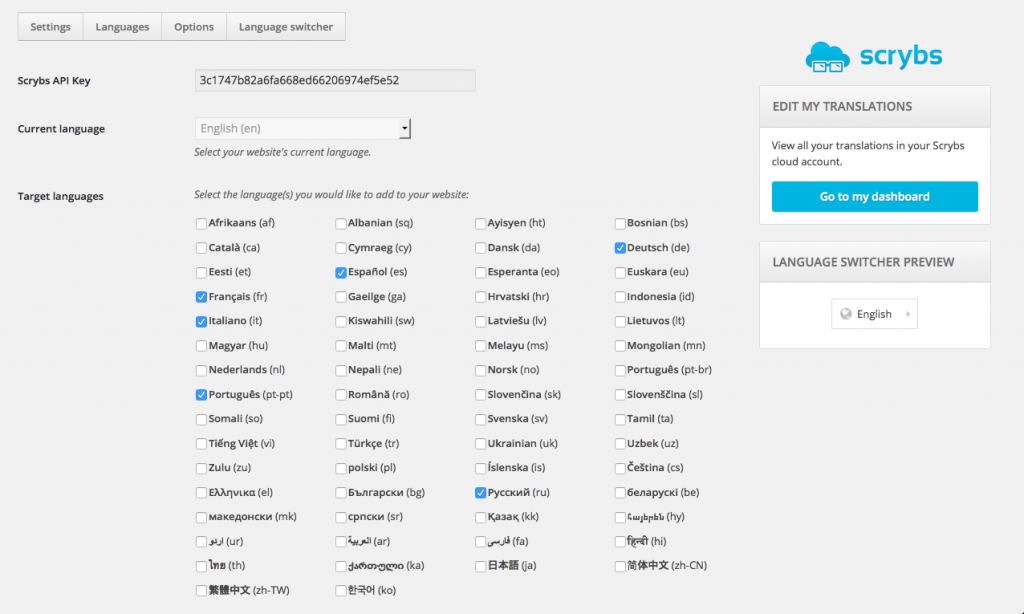 Settings
Languages
Options
Language switcher
scrybs
Scrybs API Key
3c1747b82a6fa668ed66206974ef5e52
EDIT MY TRANSLATIONS
Current language
English (en)
Select your website's current language.
View all your translations in your Scrybs
cloud account.
Go to my dashboard
Target languages
Select the language(s) you would like to add to your website:
Afrikaans (af)
Albanian (sq)
Ayisyen (ht)
Bosnian (bs)
Català (ca)
Cymraeg (cy)
Dansk (da)
Deutsch (de)
Eesti (et)
Español (es)
Esperanta (eo)
Euskara (eu)
Français (fr)
Gaeilge (ga)
Hrvatski (hr)
Indonesia (id)
Italiano (it)
Kiswahili (sw)
Latviešu (lv)
Lietuvos (lt)
Magyar (hu)
Malti (mt)
Melayu (ms)
Mongolian (mn)
Nederlands (nl)
Nepali (ne)
Norsk (no)
Português (pt-br)
Português (pt-pt)
Română (ro)
Slovenčina (sk)
Slovenščina (sl)
Somali (so)
Suomi (fi)
Svenska (sv)
Tamil (ta)
Tiếng Việt (vi)
Türkçe (tr)
Ukrainian (uk)
Uzbek (uz)
Zulu (zu)
polski (pl)
Íslenska (is)
Čeština (cs)
Ελληνικα (el)
Български (bg)
Русский (ru)
беларускі (be)
македонски (mk)
српски (sr)
Қазақ (kk)
հայերեն (hy)
اردو (ur)
العربية (ar)
فارسی (fa)
हिन्दी (hi)
ไทย (th)
ქართული (ka)
日本語 (ja)
简体中文 (zh-CN)
繁體中文 (zh-TW)
한국어 (ko)
LANGUAGE SWITCHER PREVIEW
English